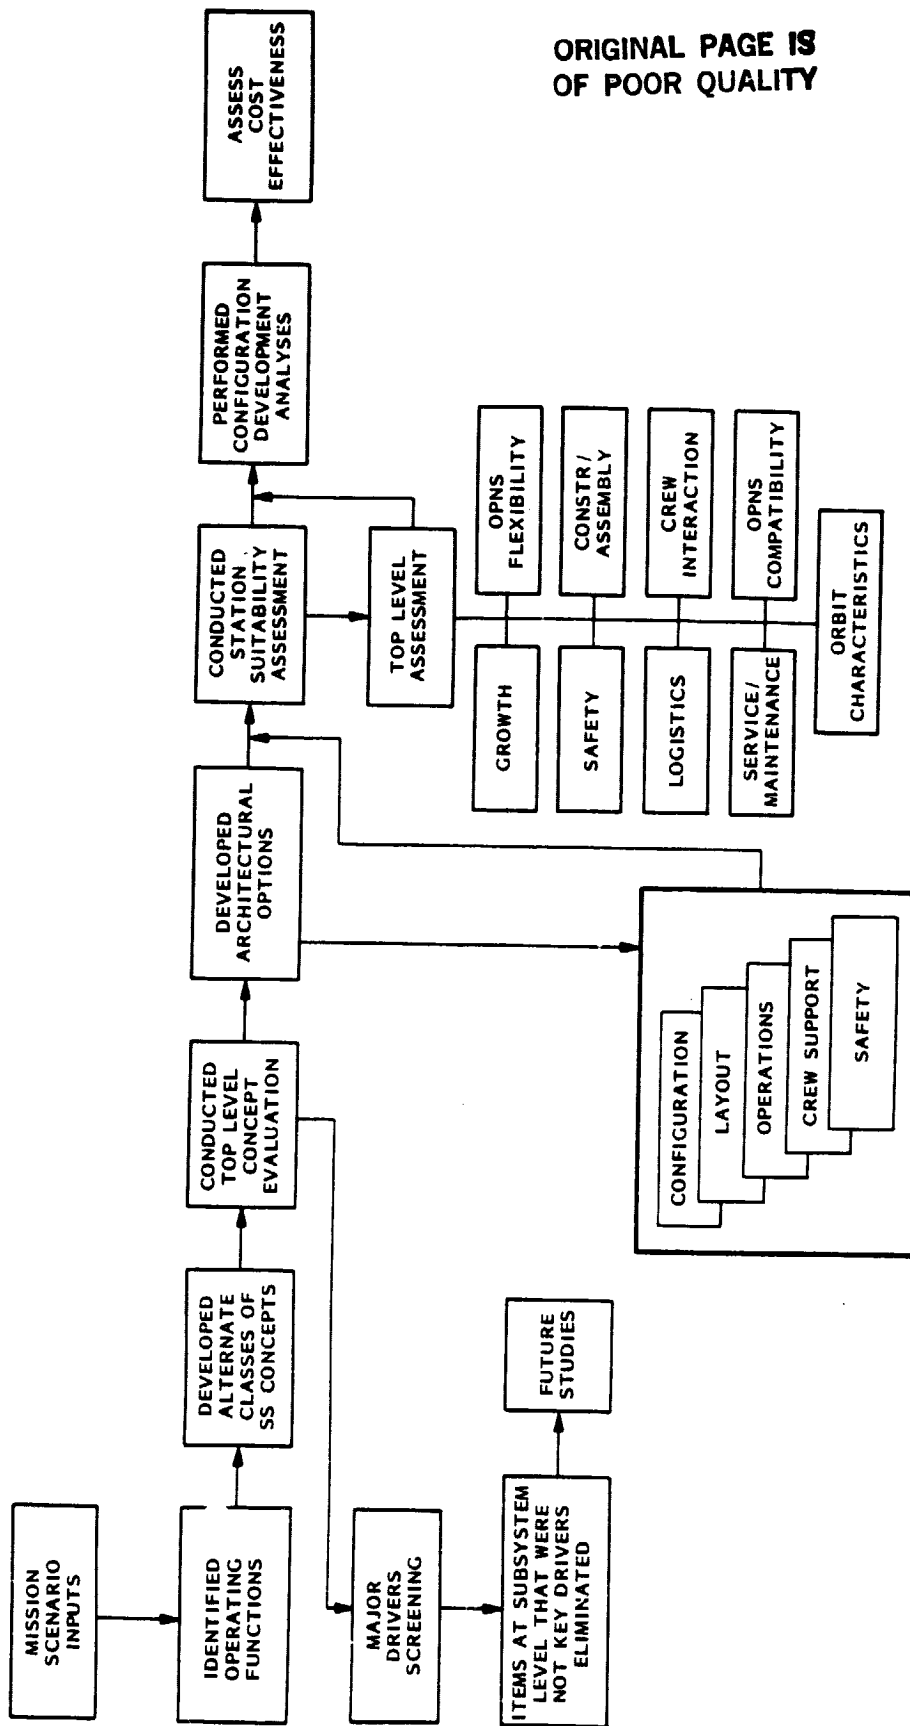 ORIGINAL PAGE IS
OF POOR QUALITY
MISSION
SCENARIO
INPUTS
IDENTIFIED
OPERATING
FUNCTIONS
DEVELOPED
ALTERNATE
CLASSES OF
SS CONCEPTS
CONDUCTED
TOP LEVEL
CONCEPT
EVALUATION
DEVELOPED
ARCHITECTURAL
OPTIONS
CONDUCTED
STATION
SUITABILITY
ASSESSMENT
PERFORMED
CONFIGURATION
DEVELOPMENT
ANALYSES
ASSESS
COST
EFFECTIVENESS
MAJOR
DRIVERS
SCREENING
ITEMS AT SUBSYSTEM
LEVEL THAT WERE
NOT KEY DRIVERS
ELIMINATED
FUTURE
STUDIES
CONFIGURATION
LAYOUT
OPERATIONS
CREW SUPPORT
SAFETY
TOP LEVEL
ASSESSMENT
GROWTH
OPNS
FLEXIBILITY
SAFETY
CONSTR/
ASSEMBLY
LOGISTICS
CREW
INTERACTION
SERVICE/
MAINTENANCE
OPNS
COMPATIBILITY
ORBIT
CHARACTERISTICS